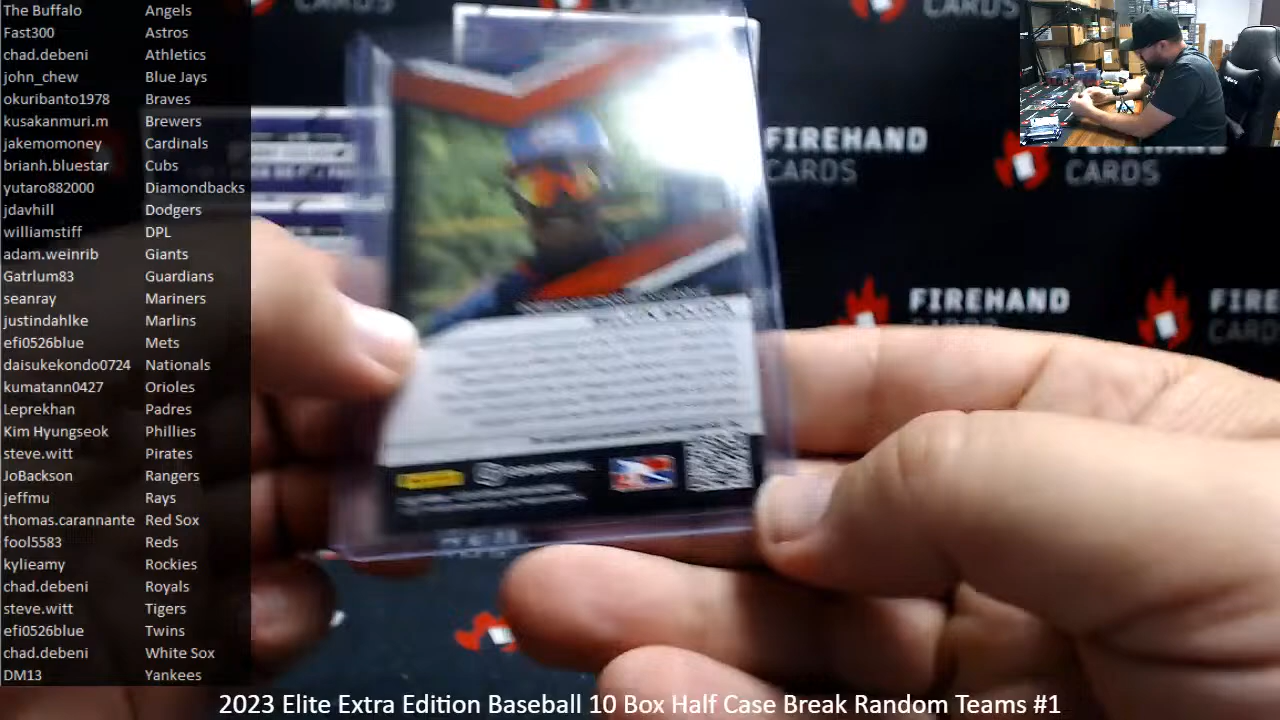 The Buffalo Angels
Fast300 Astros
chad.debeni Athletics
john_chew Blue Jays
okuribanto1978 Braves
kusakanmuri.m Brewers
jakemomoney Cardinals
brianh.bluestar Cubs
yutaro882000 Diamondbacks
jdavhill Dodgers
williamstiff DPL
adam.weinrib Giants
Gatrlum83 Guardians
seanray Mariners
justindahlke Marlins
efi0526blue Mets
daisukekondo0724 Nationals
kumatann0427 Orioles
Leprekhan Padres
Kim Hyungseok Phillies
steve.witt Pirates
JoBackson Rangers
jeffmu Rays
thomas.carannante Red Sox
fool5583 Reds
kylieamy Rockies
chad.debeni Royals
steve.witt Tigers
efi0526blue Twins
chad.debeni White Sox
DM13 Yankees
CARDS
FIREHAND
CARDS
CARDS
FIREHAND
CARDS
FIRE
2023 Elite Extra Edition Baseball 10 Box Half Case Break Random Teams #1